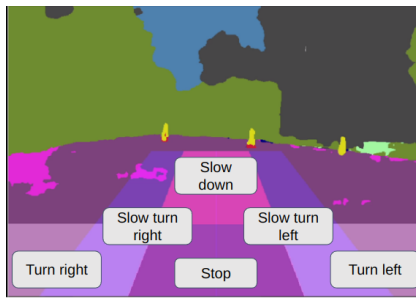 Slow
down
Slow turn
right
Slow turn
left
Turn right
Stop
Turn left